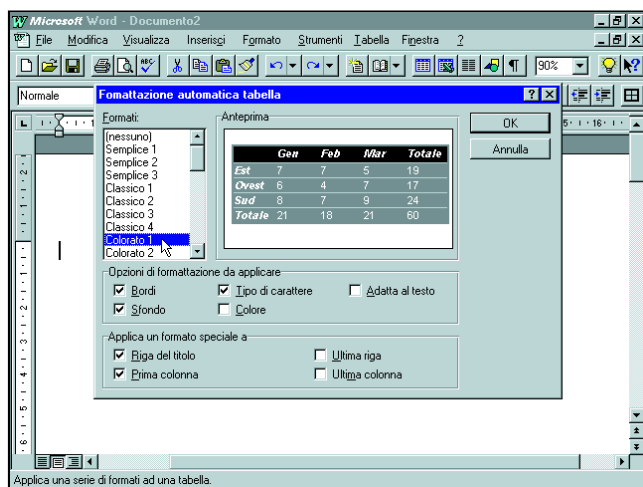 Microsoft Word - Documento2
File Modifica Visualizza Inserisci Formato Strumenti Tabella Finestra ?
ABC
90%
Normale
Fomattazione automatica tabella
Formati:
(nessuno)
Semplice 1
Semplice 2
Semplice 3
Classico 1
Classico 2
Classico 3
Classico 4
Colorato 1
Colorato 2
Anteprima
Gen Feb Mar Totale
Est 7 7 5 19
Ovest 6 4 7 17
Sud 8 7 9 24
Totale 21 18 21 60
OK
Annulla
Opzioni di formattazione da applicare
Bordi Tipo di carattere Adatta al testo
Sfondo Colore
Applica un formato speciale a
Riga del titolo Ultima riga
Prima colonna Ultima colonna
Applica una serie di formati ad una tabella.